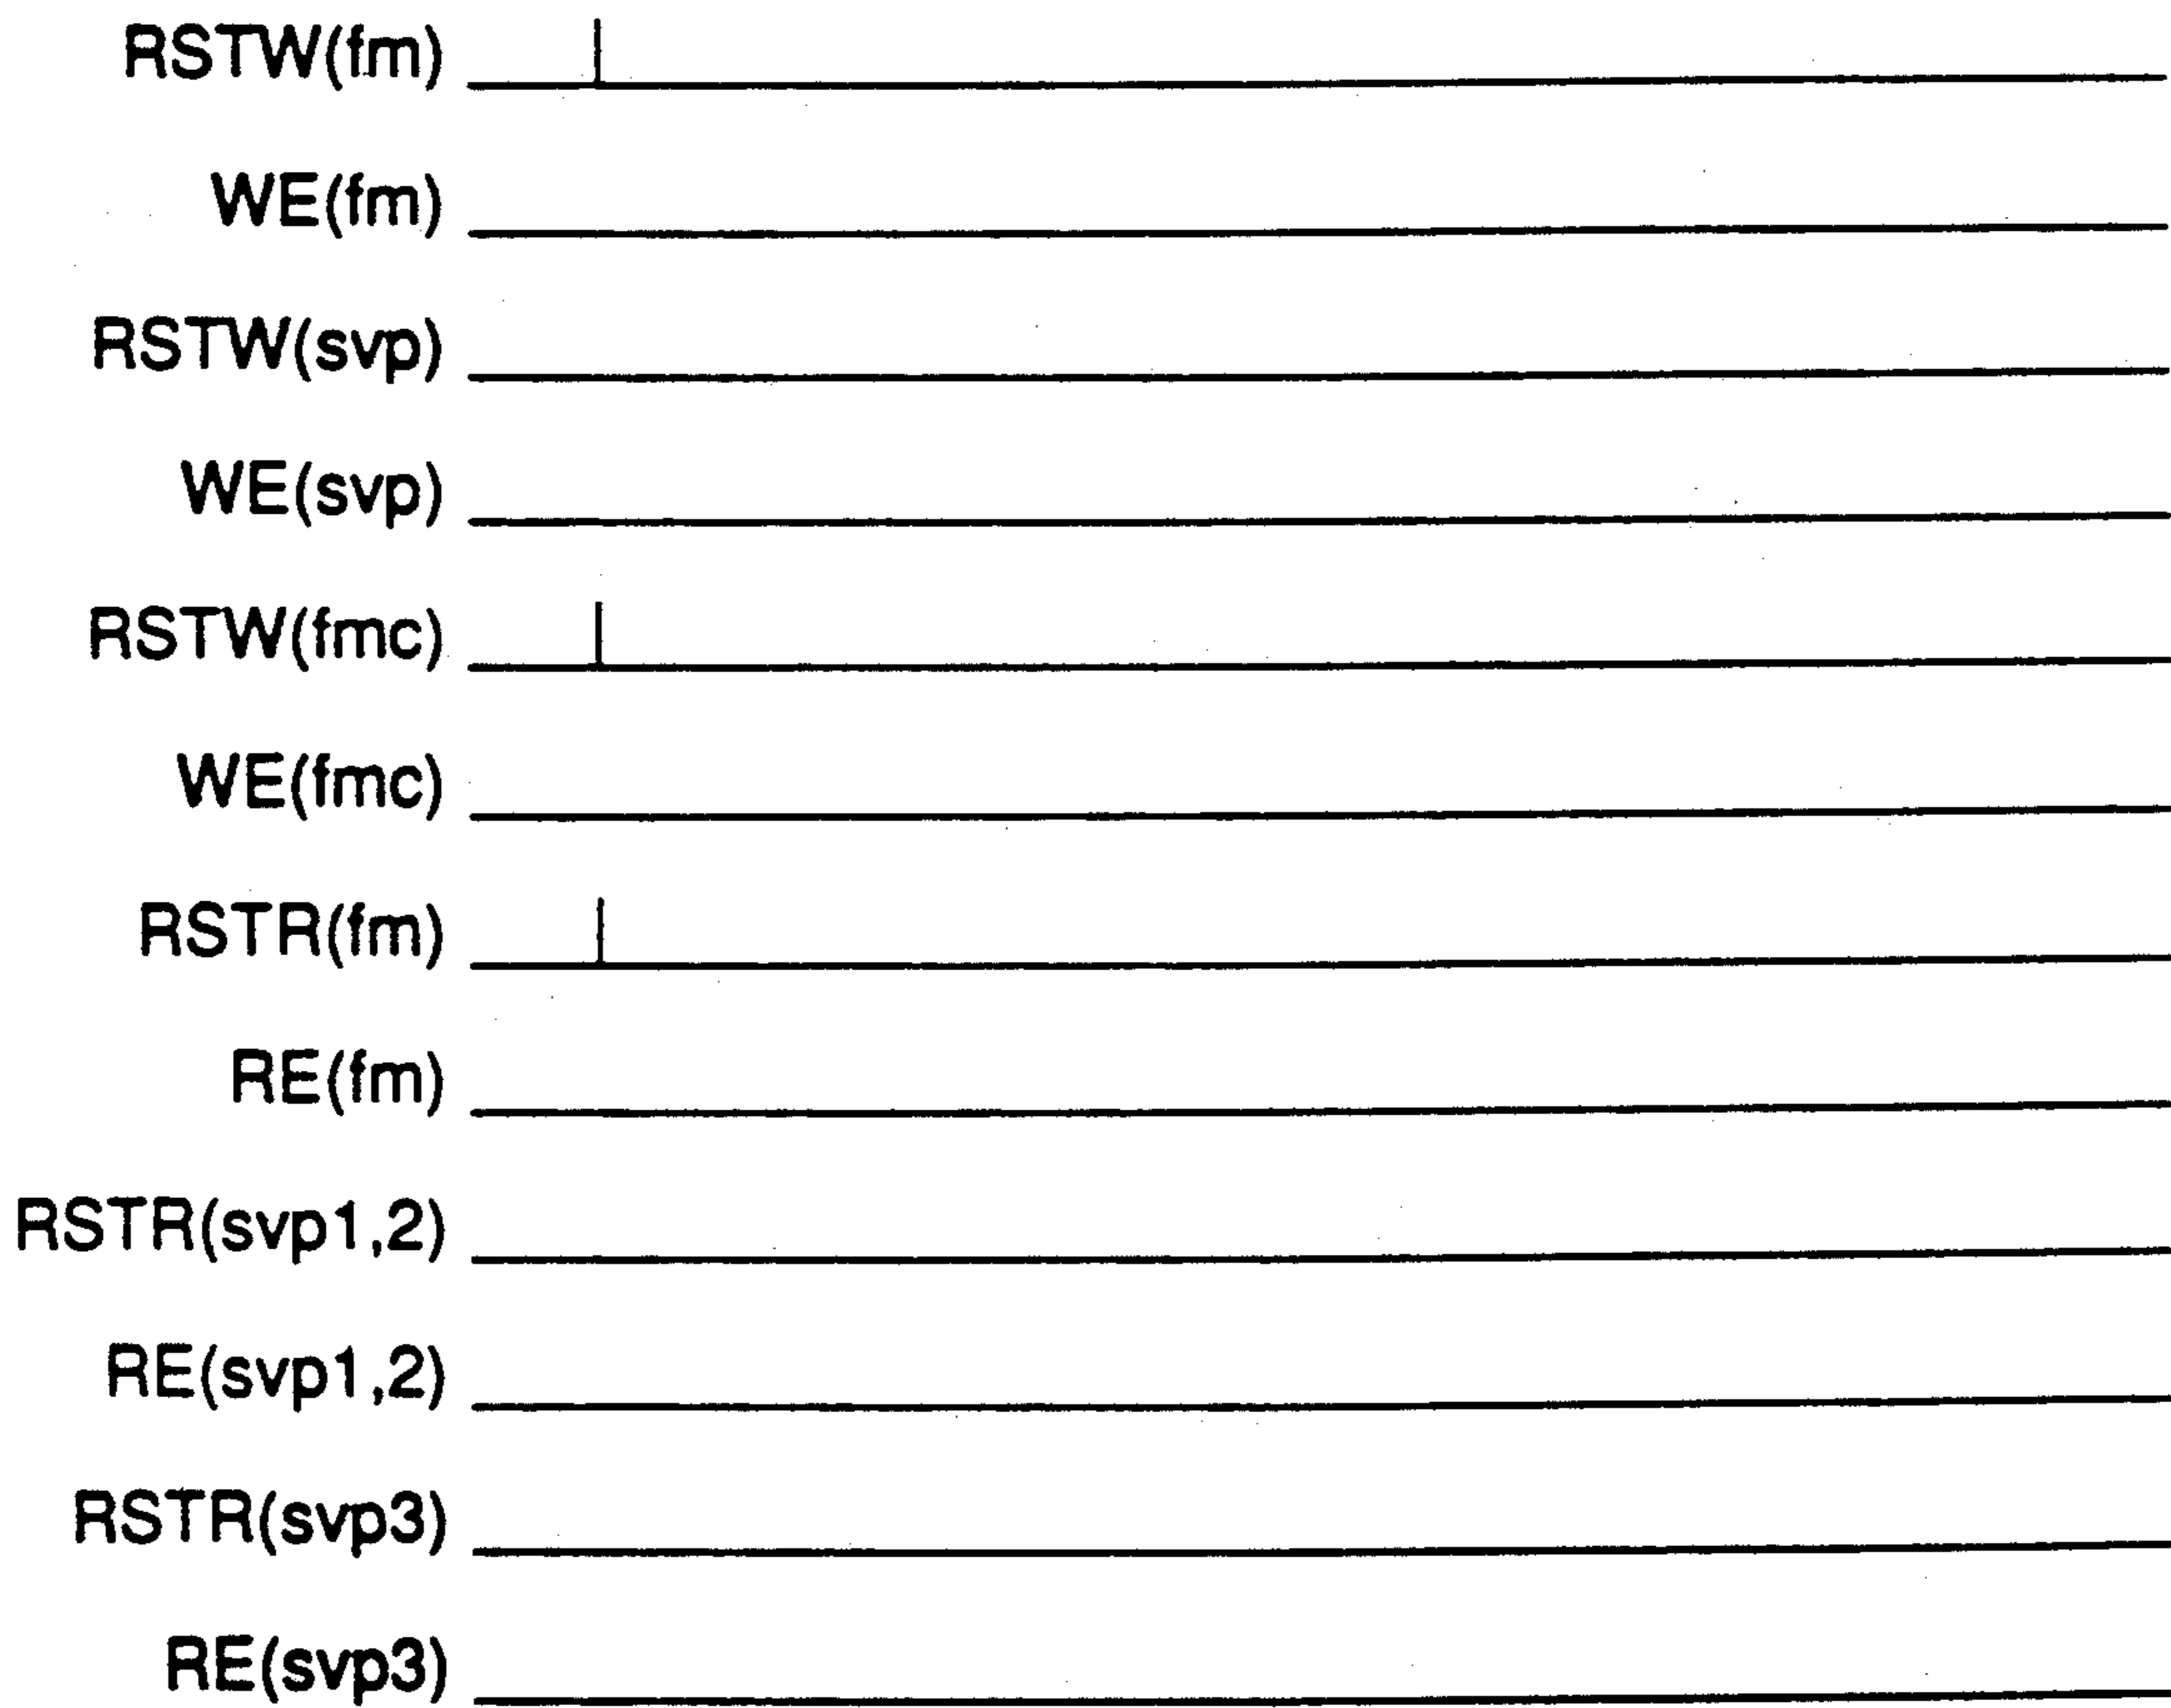 RSTW(fm)
WE(fm)
RSTW(svp)
WE(svp)
RSTW(fmc)
WE(fmc)
RSTR(fm)
RE(fm)
RSTR(svp1,2)
RE(svp1,2)
RSTR(svp3)
RE(svp3)